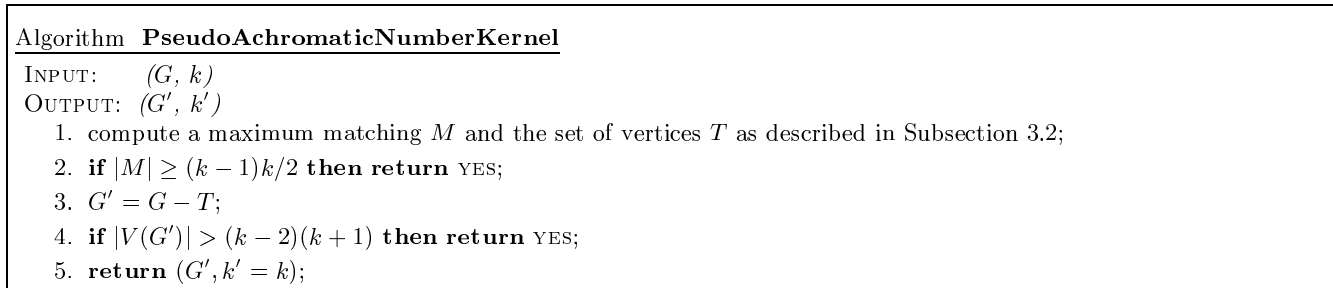 Algorithm PseudoAchromaticNumberKernel
INPUT: (G, k)
OUTPUT: (G′, k′)
1. compute a maximum matching M and the set of vertices T as described in Subsection 3.2;
2. if |M| ≥ (k − 1)k/2 then return YES;
3. G′ = G − T;
4. if |V(G′)| > (k − 2)(k + 1) then return YES;
5. return (G′, k′ = k);